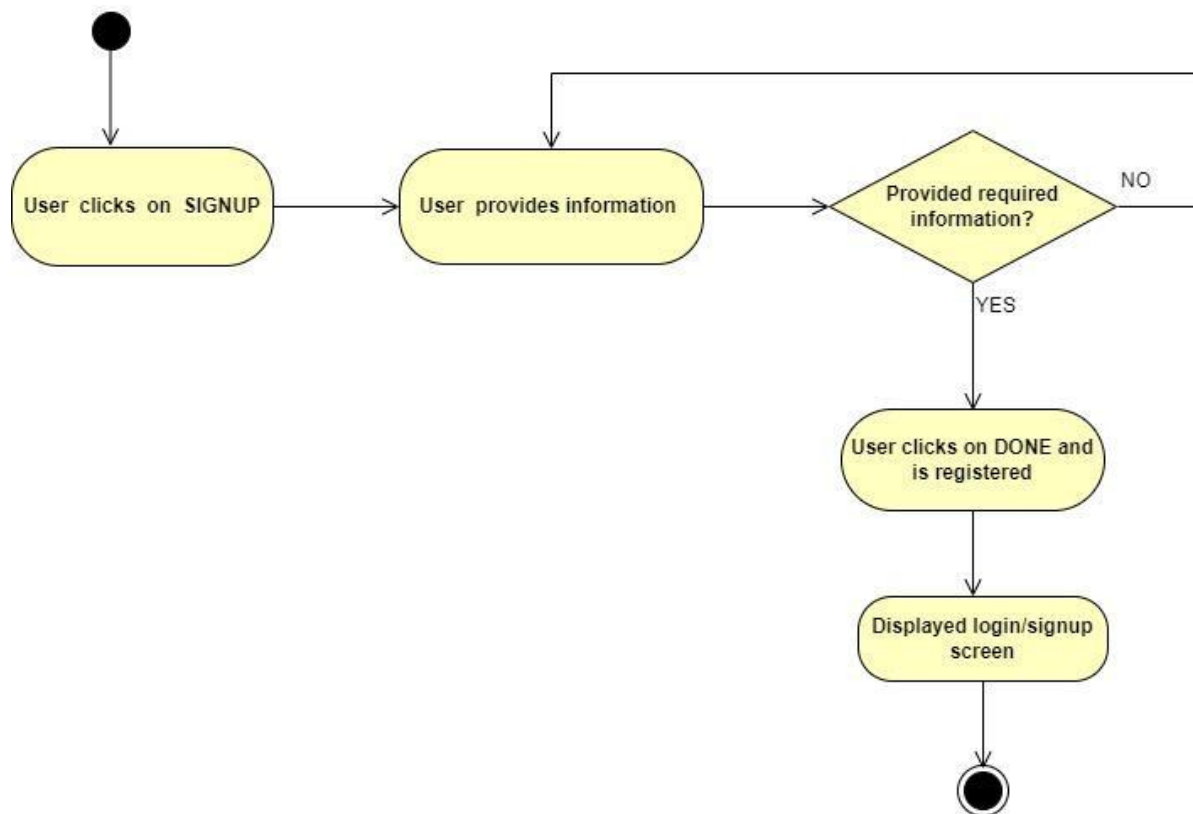 User clicks on SIGNUP
User provides information
Provided required
information?
NO
YES
User clicks on DONE and
is registered
Displayed login/signup
screen